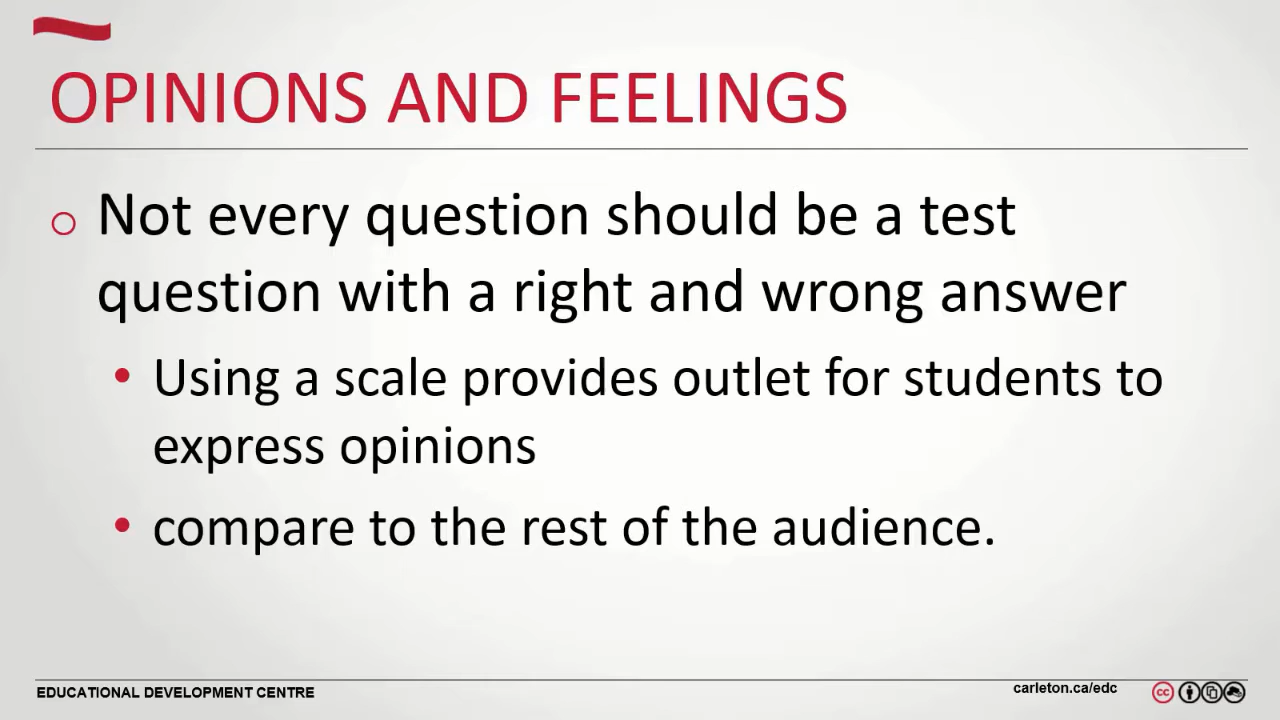 OPINIONS AND FEELINGS
o Not every question should be a test
question with a right and wrong answer
• Using a scale provides outlet for students to
express opinions
• compare to the rest of the audience.
EDUCATIONAL DEVELOPMENT CENTRE
carleton.ca/edc
cc